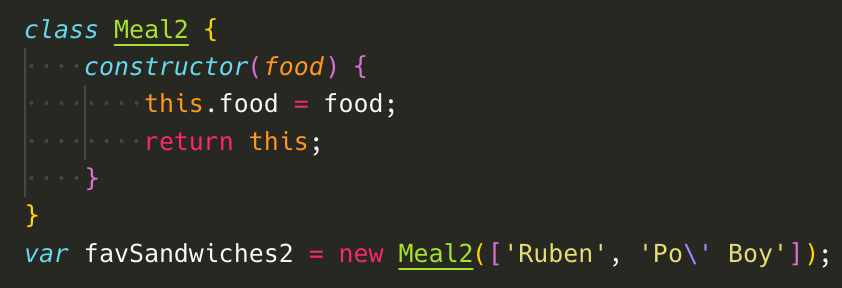 class Meal2 {
    constructor(food) {
        this.food = food;
        return this;
    }
}
var favSandwiches2 = new Meal2(['Ruben', 'Po\' Boy']);